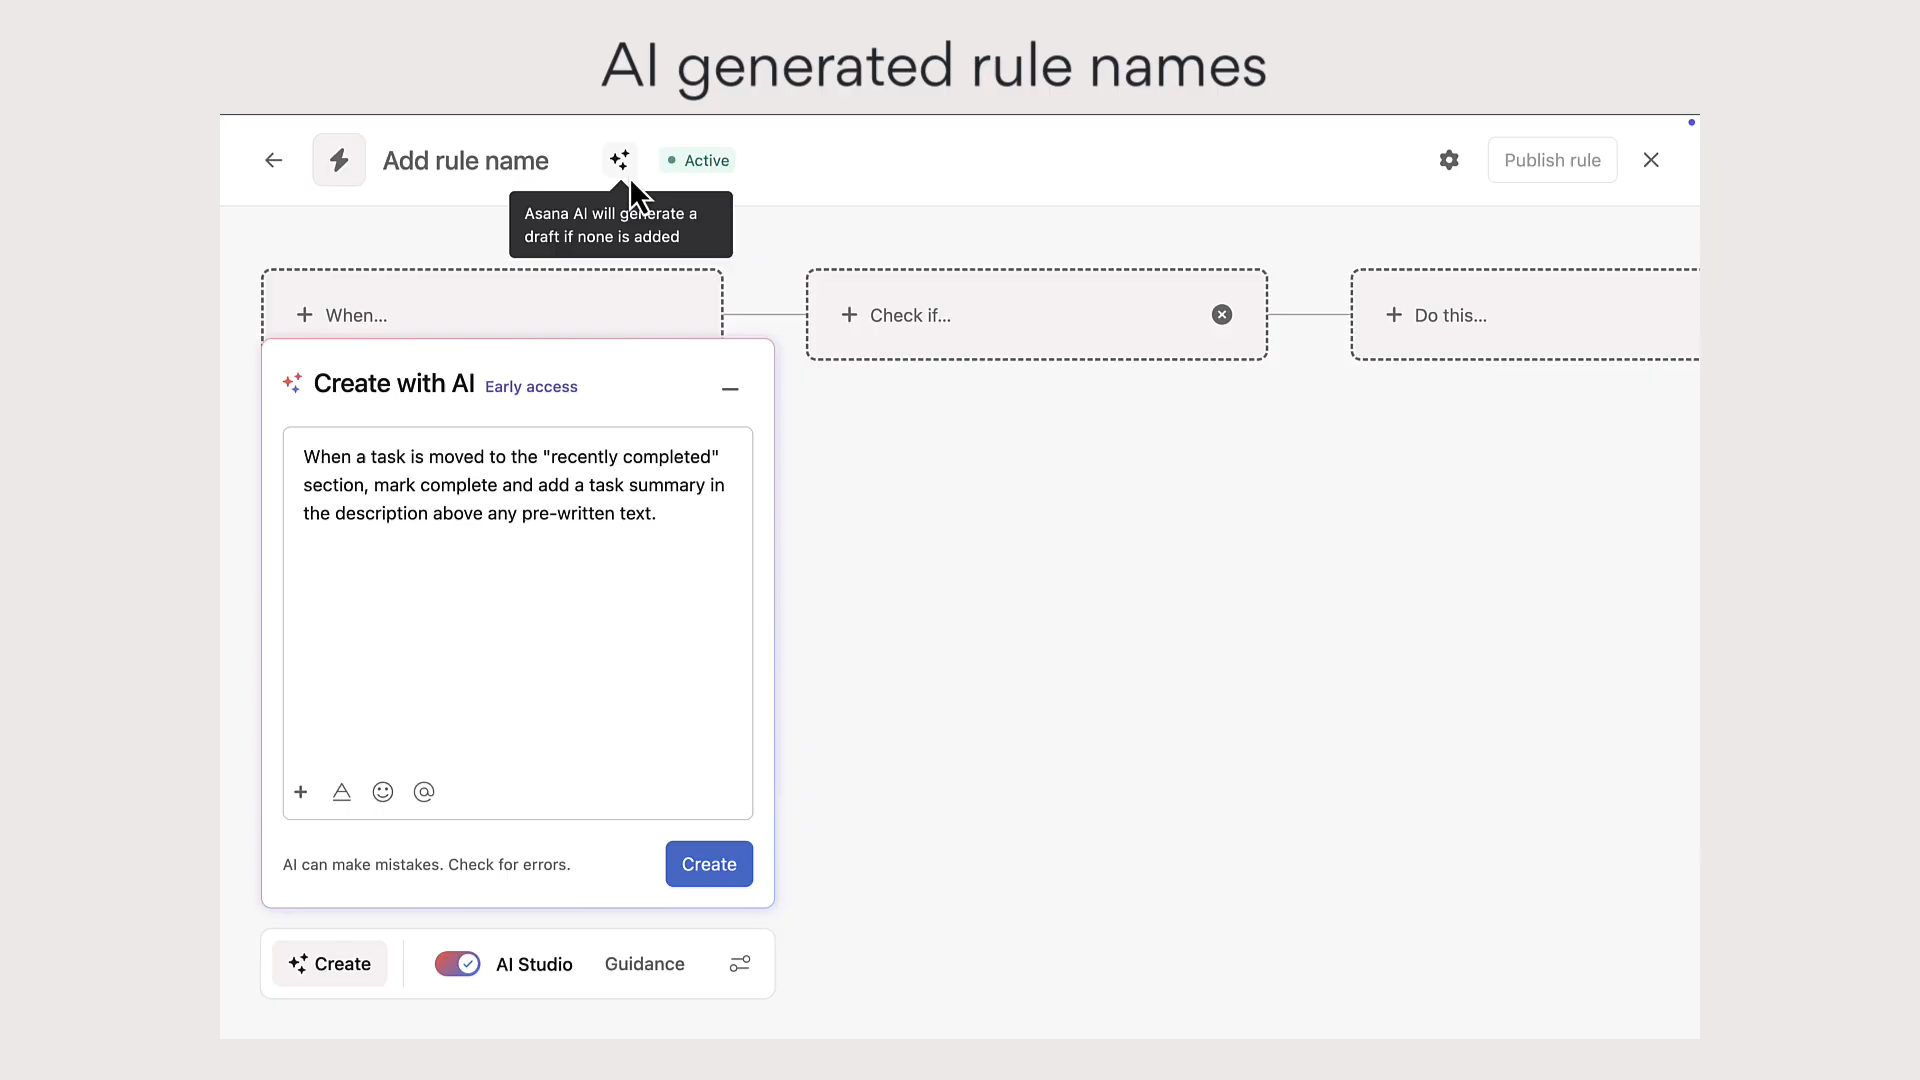 AI generated rule names
Add rule name
Active
Publish rule
Asana AI will generate a
draft if none is added
+ When...
+ Check if...
+ Do this...
Create with AI Early access
When a task is moved to the "recently completed"
section, mark complete and add a task summary in
the description above any pre-written text.
AI can make mistakes. Check for errors.
Create
Create
AI Studio
Guidance